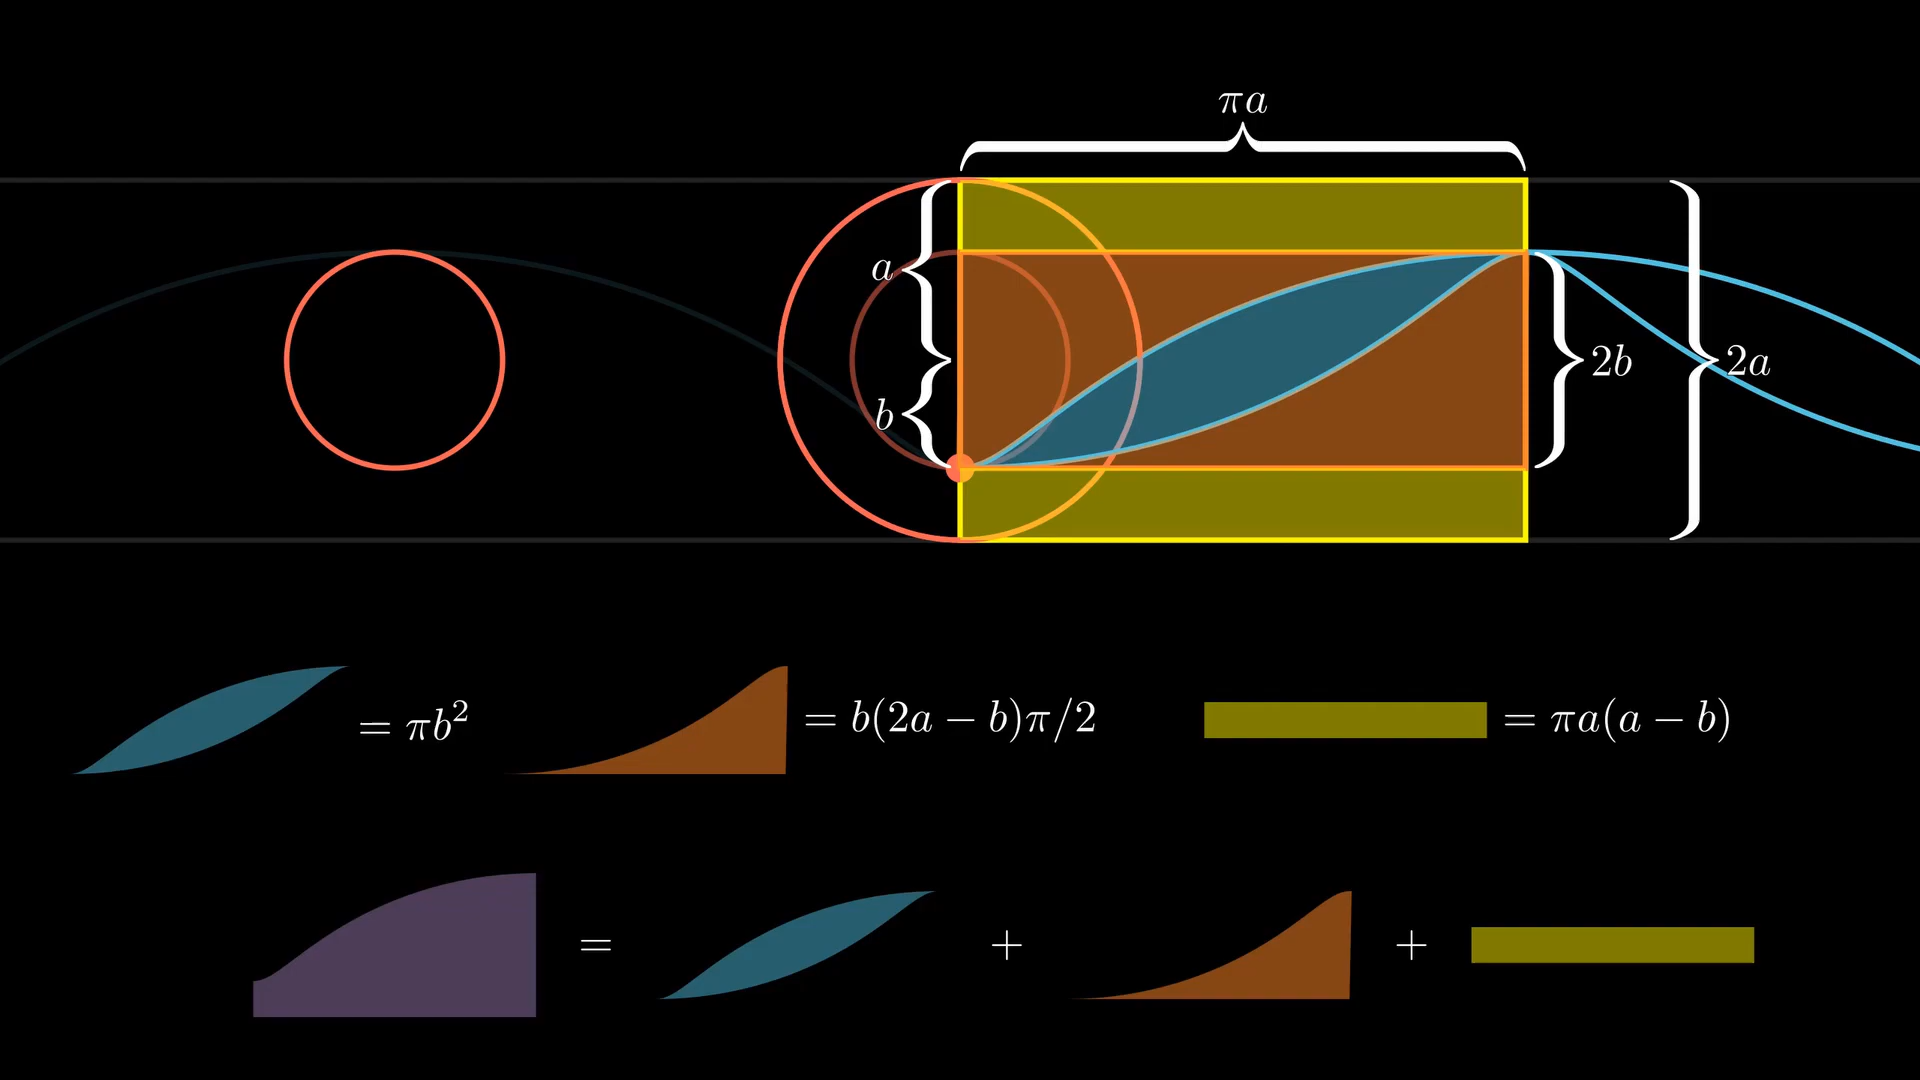 πa
a
b
2b
2a
= πb²
= b(2a − b)π/2
= πa(a − b)
= + +